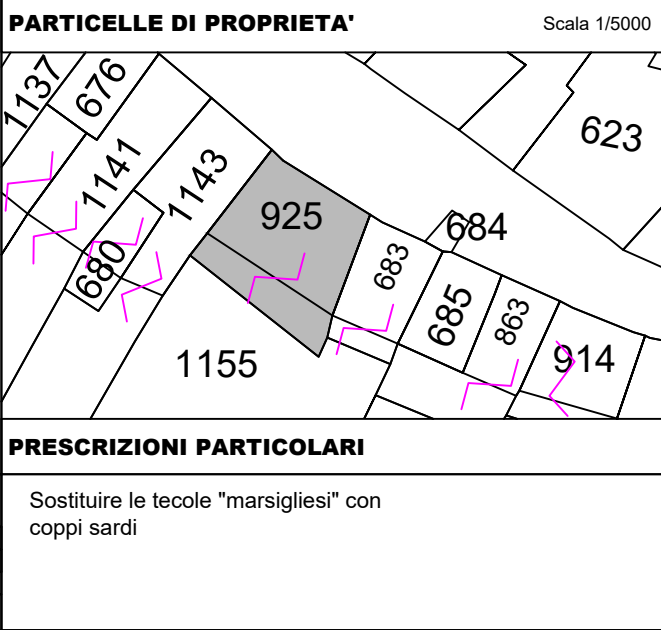 PARTICELLE DI PROPRIETA'
Scala 1/5000
1137
676
623
1141
1143
925
684
680
683
685
863
914
1155
PRESCRIZIONI PARTICOLARI
Sostituire le tecole "marsigliesi" con
coppi sardi